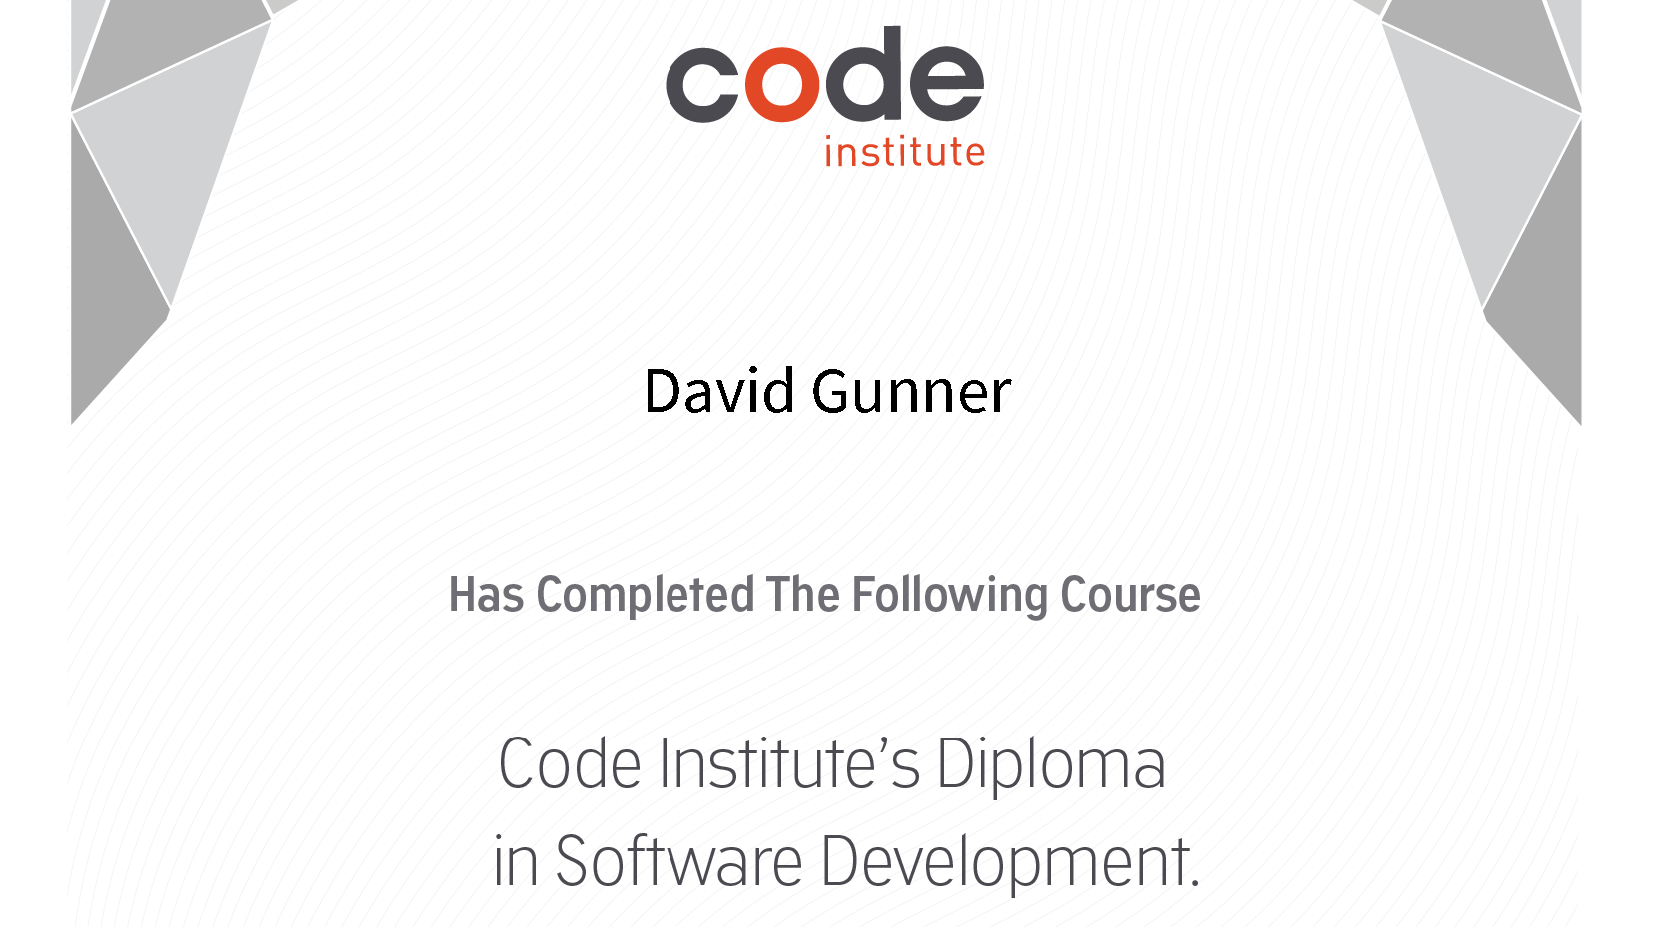 code
institute
David Gunner
Has Completed The Following Course
Code Institute’s Diploma
in Software Development.